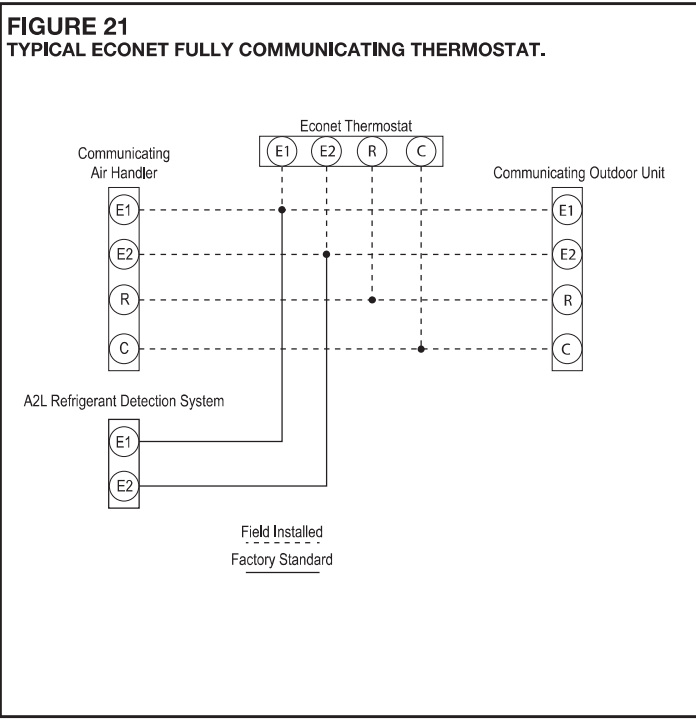 FIGURE 21
TYPICAL ECONET FULLY COMMUNICATING THERMOSTAT.
Econet Thermostat
E1 E2 R C
Communicating
Air Handler
E1
E2
R
C
Communicating Outdoor Unit
E1
E2
R
C
A2L Refrigerant Detection System
E1
E2
Field Installed
Factory Standard